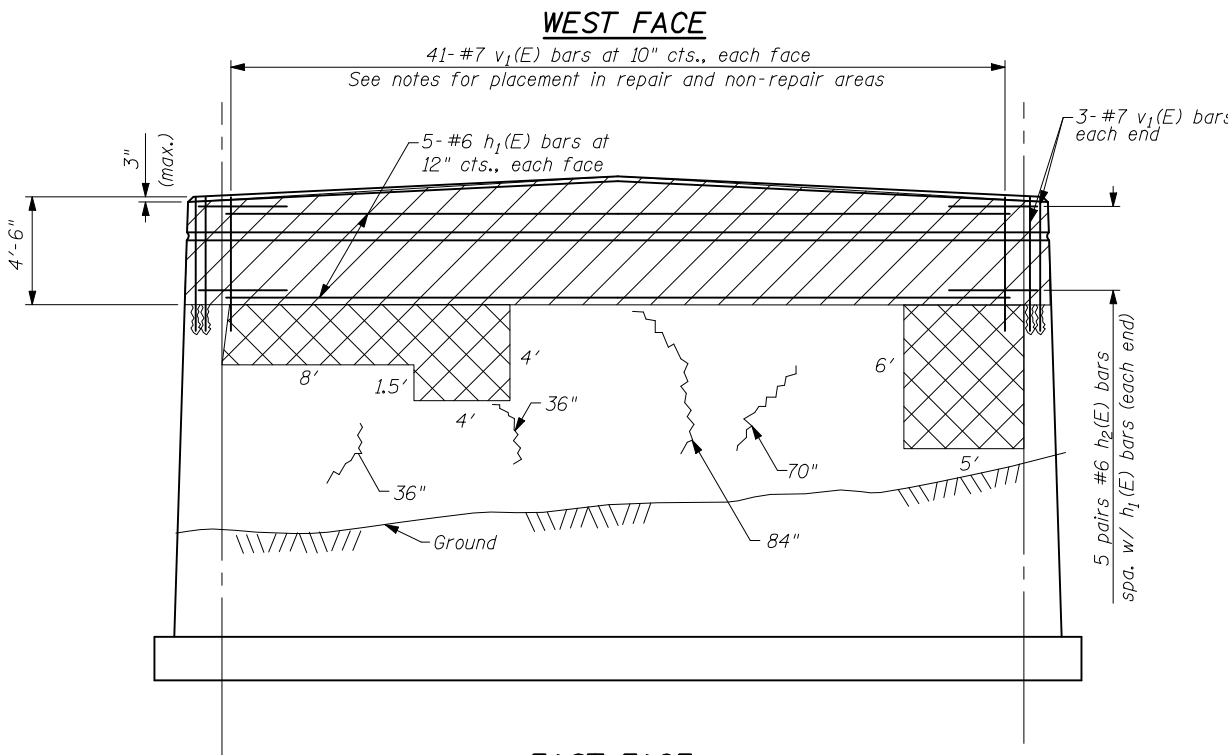 WEST FACE
41-#7 v1(E) bars at 10" cts., each face
See notes for placement in repair and non-repair areas
3-#7 v1(E) bars
each end
3"
(max.)
5-#6 h1(E) bars at
12" cts., each face
4'-6"
4'
8'
1.5'
4'
36"
6'
5'
70"
36"
84"
Ground
5 pairs #6 h2(E) bars
spa. w/ h1(E) bars (each end)
EAST FACE